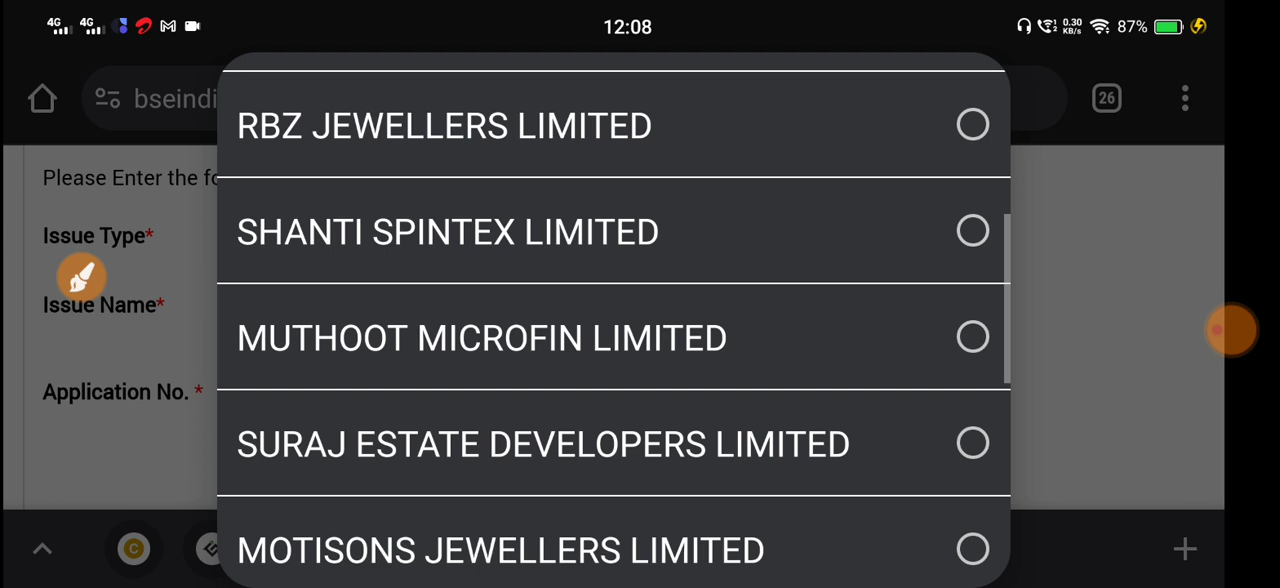 4G 4G 12:08 0.30 KB/s 87%
bseindi 26
Please Enter the fo
Issue Type*
Issue Name*
Application No. *
RBZ JEWELLERS LIMITED
SHANTI SPINTEX LIMITED
MUTHOOT MICROFIN LIMITED
SURAJ ESTATE DEVELOPERS LIMITED
MOTISONS JEWELLERS LIMITED